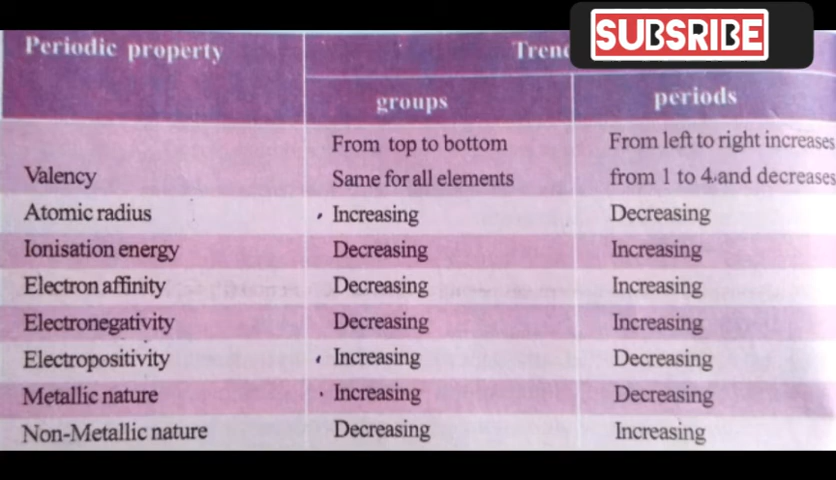 SUBSRIBE
Periodic property
groups
periods
From top to bottom
From left to right increases
Valency
Same for all elements
from 1 to 4 and decreases
Atomic radius
Increasing
Decreasing
Ionisation energy
Decreasing
Increasing
Electron affinity
Decreasing
Increasing
Electronegativity
Decreasing
Increasing
Electropositivity
Increasing
Decreasing
Metallic nature
Increasing
Decreasing
Non-Metallic nature
Decreasing
Increasing